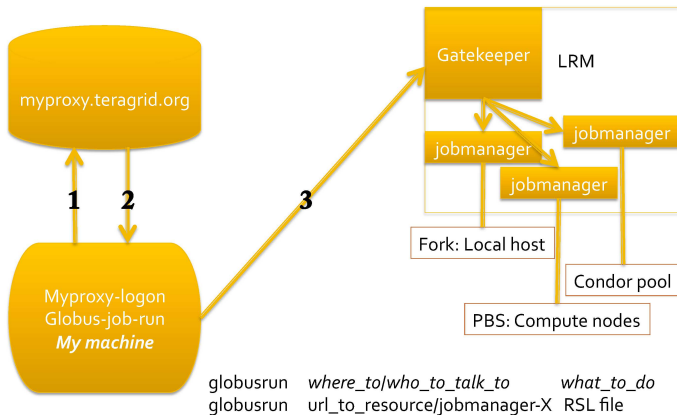 myproxy.teragrid.org
1
2
3
Myproxy-logon
Globus-job-run
My machine
Gatekeeper
LRM
jobmanager
jobmanager
jobmanager
Fork: Local host
Condor pool
PBS: Compute nodes
globusrun where_to/who_to_talk_to what_to_do
globusrun url_to_resource/jobmanager-X RSL file